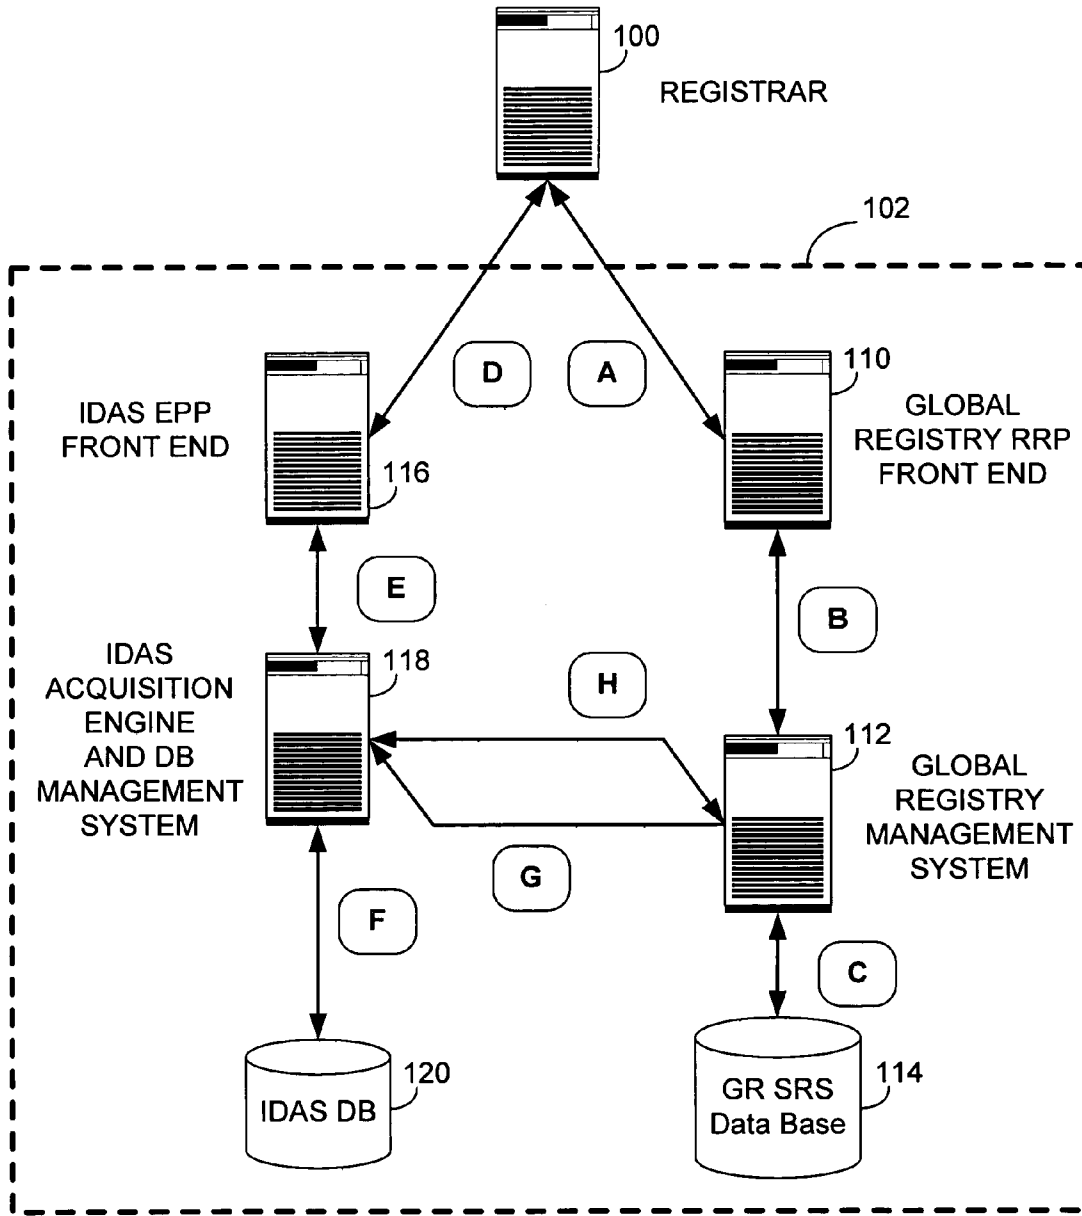 100
REGISTRAR
102
D
A
110
IDAS EPP
FRONT END
116
GLOBAL
REGISTRY RRP
FRONT END
E
B
IDAS
ACQUISITION
ENGINE
AND DB
MANAGEMENT
SYSTEM
118
H
112
GLOBAL
REGISTRY
MANAGEMENT
SYSTEM
G
F
C
120
IDAS DB
114
GR SRS
Data Base